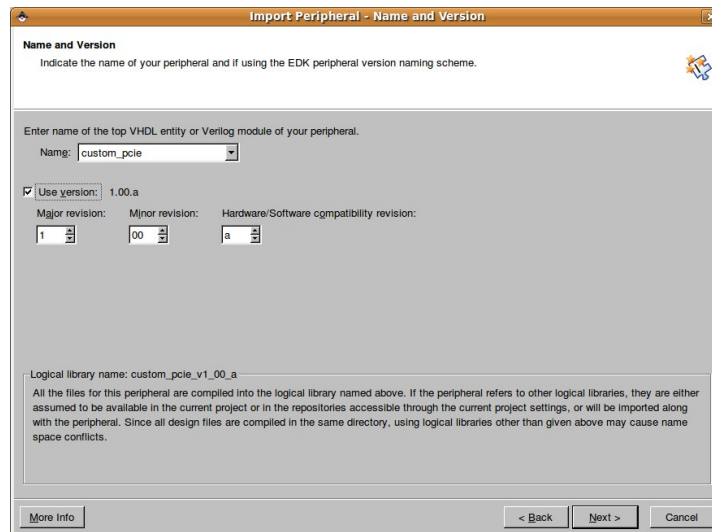 Import Peripheral - Name and Version
Name and Version
Indicate the name of your peripheral and if using the EDK peripheral version naming scheme.
Enter name of the top VHDL entity or Verilog module of your peripheral.
Name: custom_pcie
Use version: 1.00.a
Major revision: Minor revision: Hardware/Software compatibility revision:
1 00 a
Logical library name: custom_pcie_v1_00_a
All the files for this peripheral are compiled into the logical library named above. If the peripheral refers to other logical libraries, they are either
assumed to be available in the current project or in the repositories accessible through the current project settings, or will be imported along
with the peripheral. Since all design files are compiled in the same directory, using logical libraries other than given above may cause name
space conflicts.
More Info < Back Next > Cancel